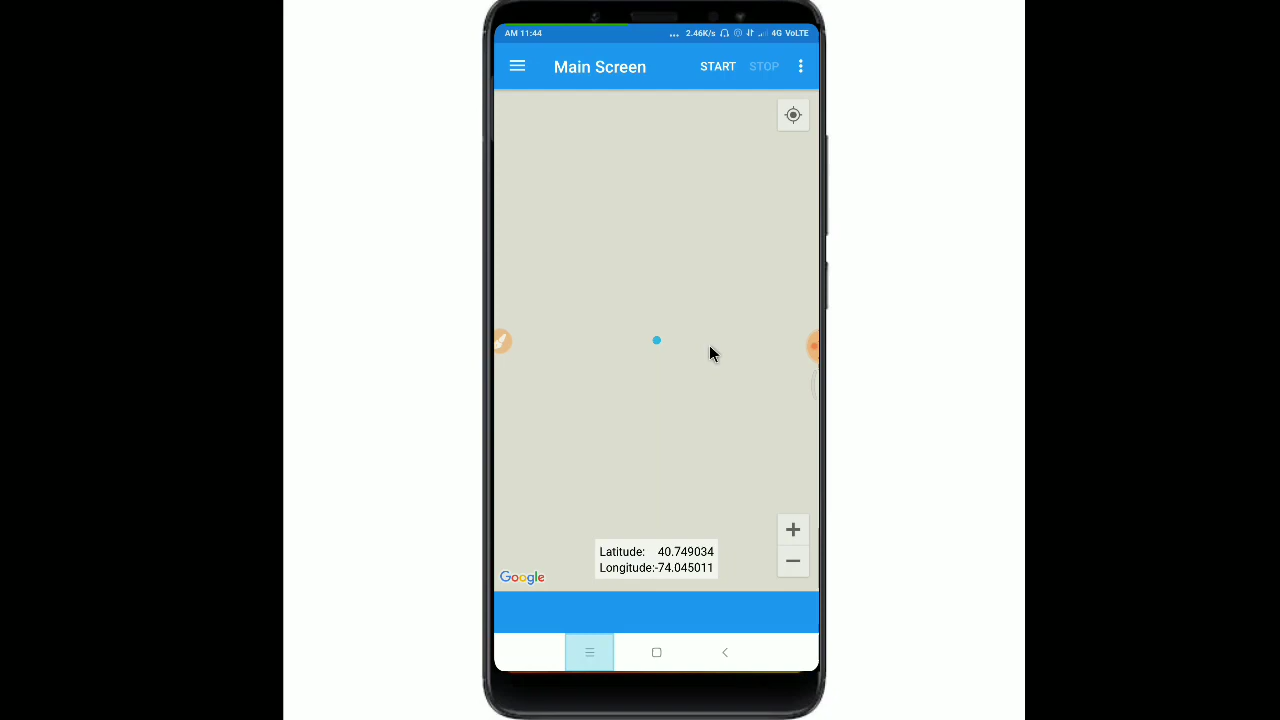 AM 11:44 ... 2.46K/s 4G VoLTE
Main Screen START STOP
Latitude: 40.749034
Longitude:-74.045011
Google